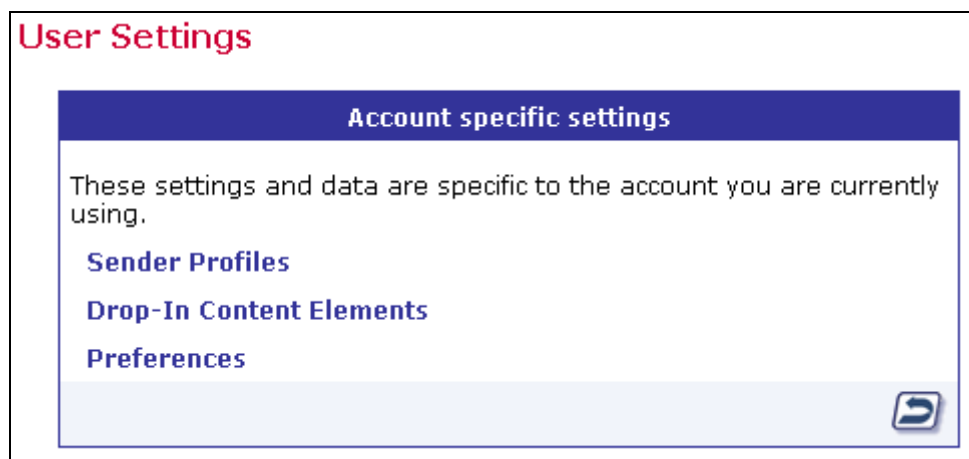 User Settings
Account specific settings
These settings and data are specific to the account you are currently
using.
Sender Profiles
Drop-In Content Elements
Preferences